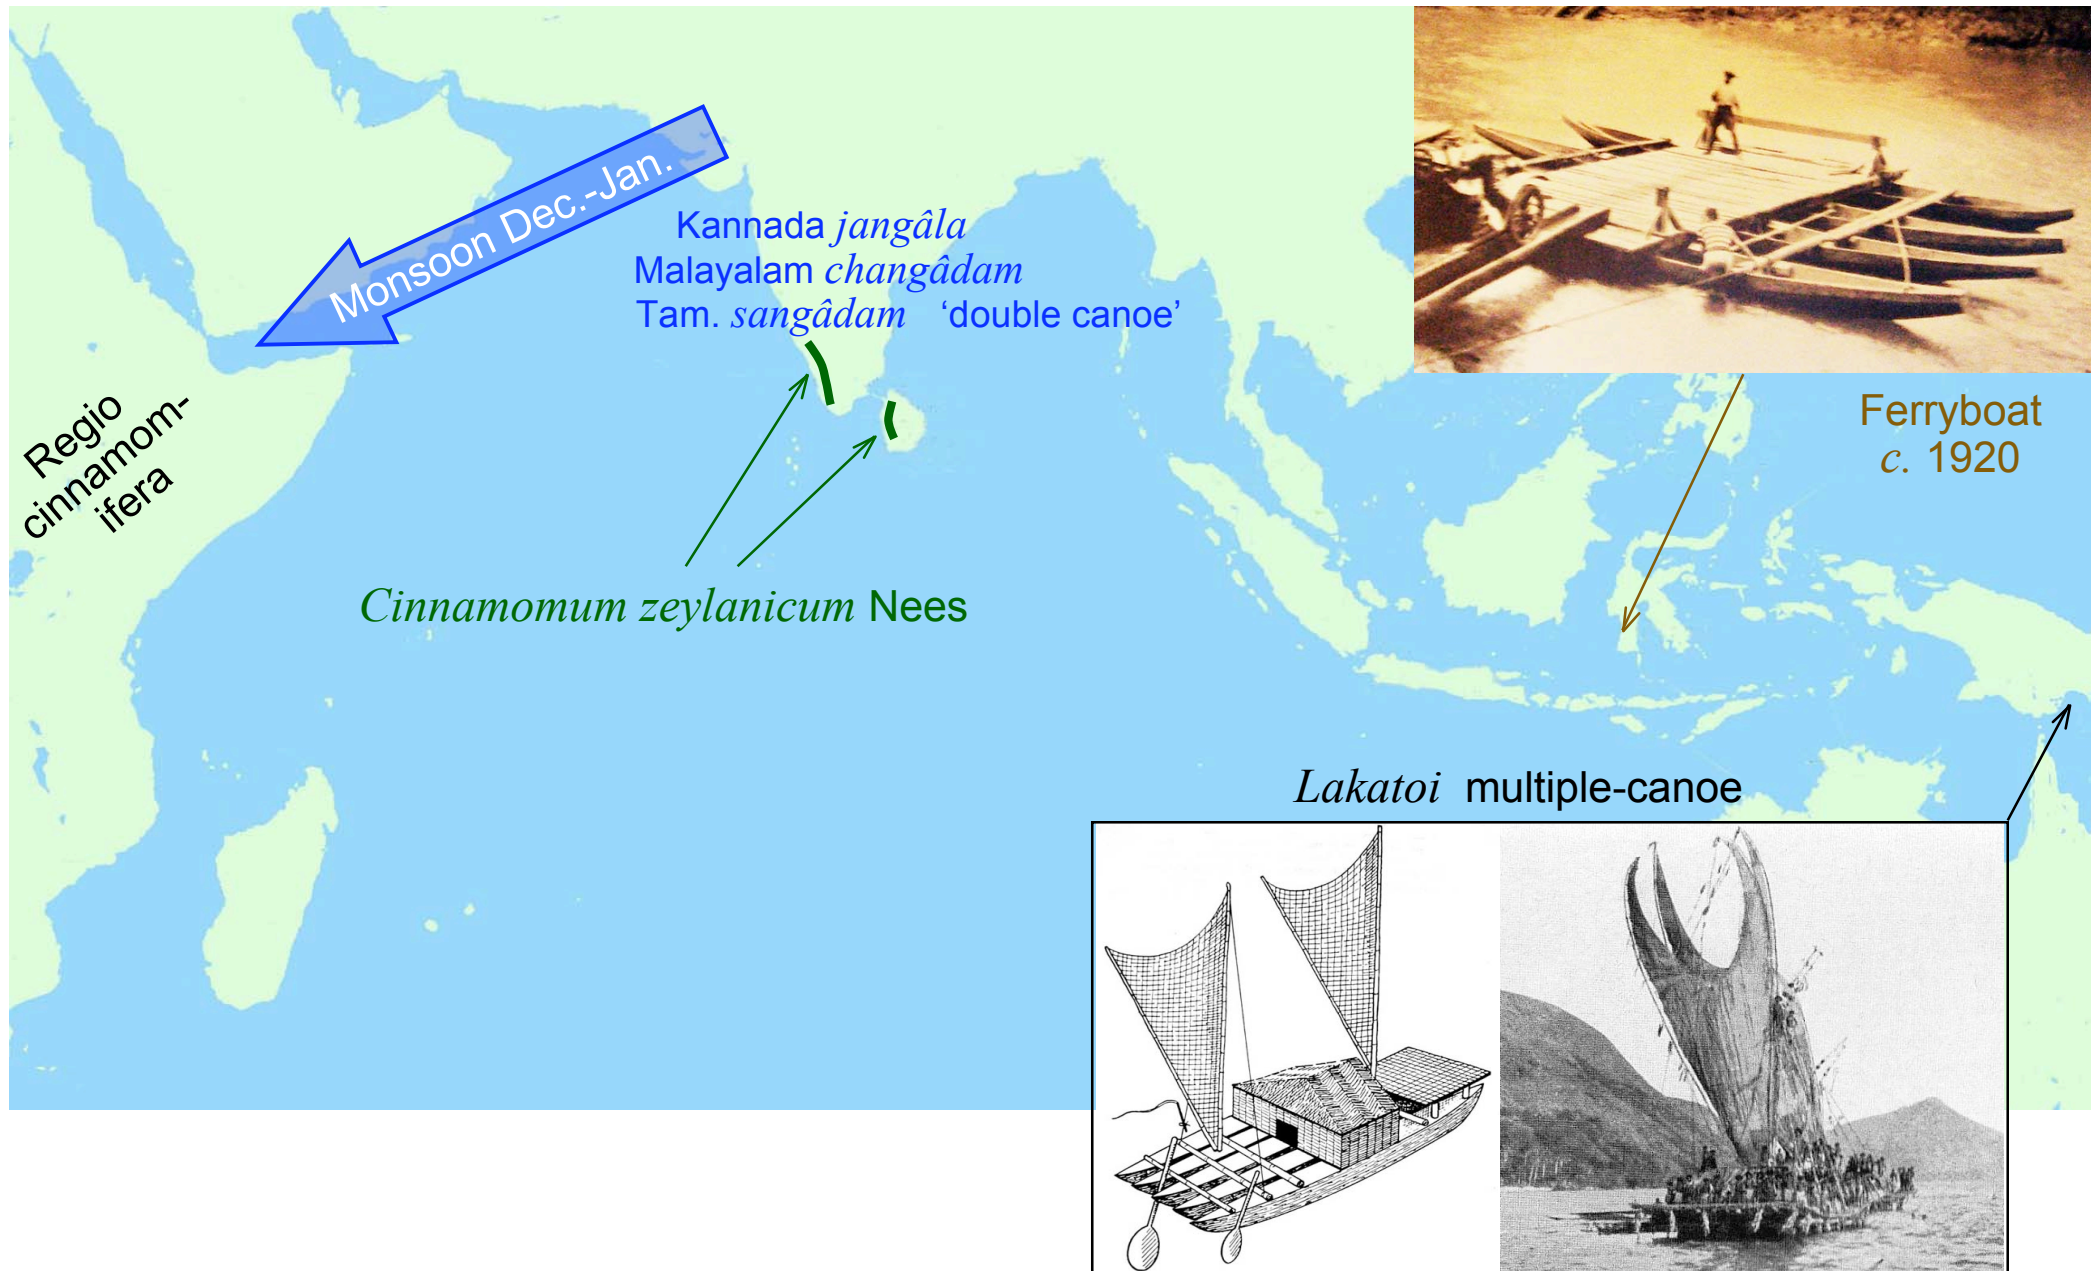 Monsoon Dec.-Jan.
Kannada jangâla
Malayalam changâdam
Tam. sangâdam ‘double canoe’
Regio
cinnamom-
ifera
Ferryboat
c. 1920
Cinnamomum zeylanicum Nees
Lakatoi multiple-canoe